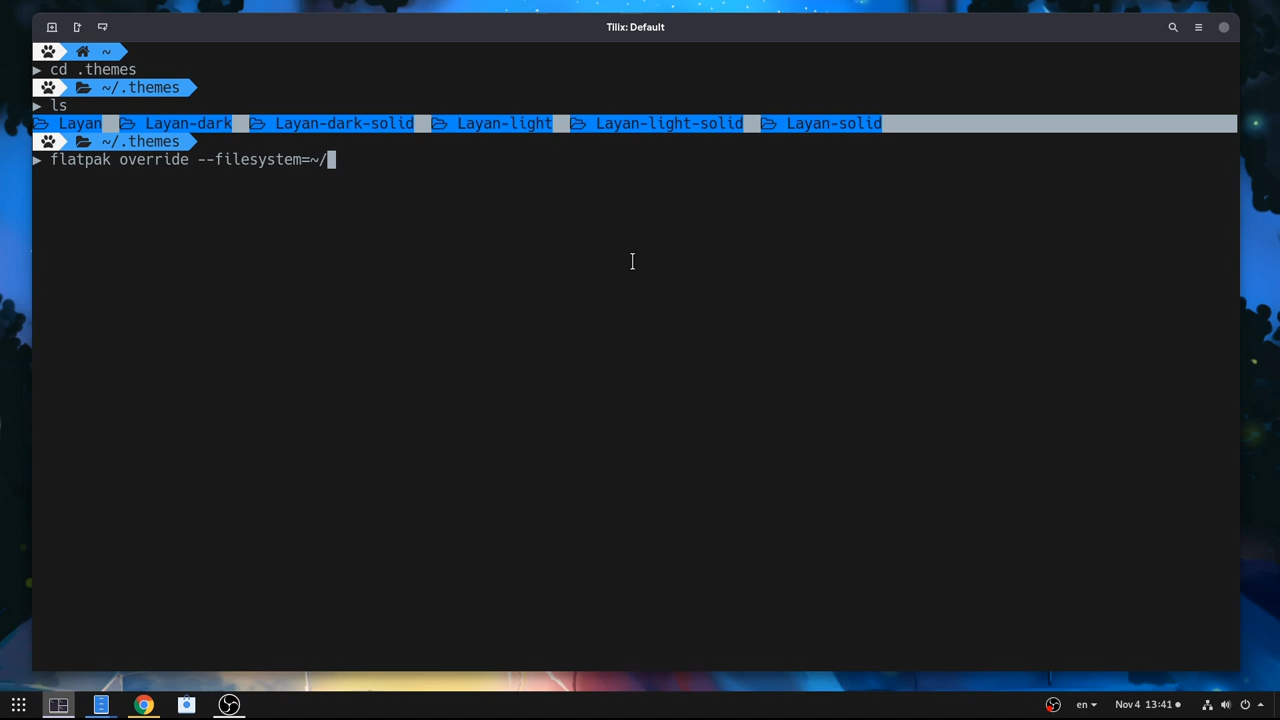 Tilix: Default
~
cd .themes
~/.themes
ls
Layan Layan-dark Layan-dark-solid Layan-light Layan-light-solid Layan-solid
~/.themes
flatpak override --filesystem=~/
en Nov 4 13:41